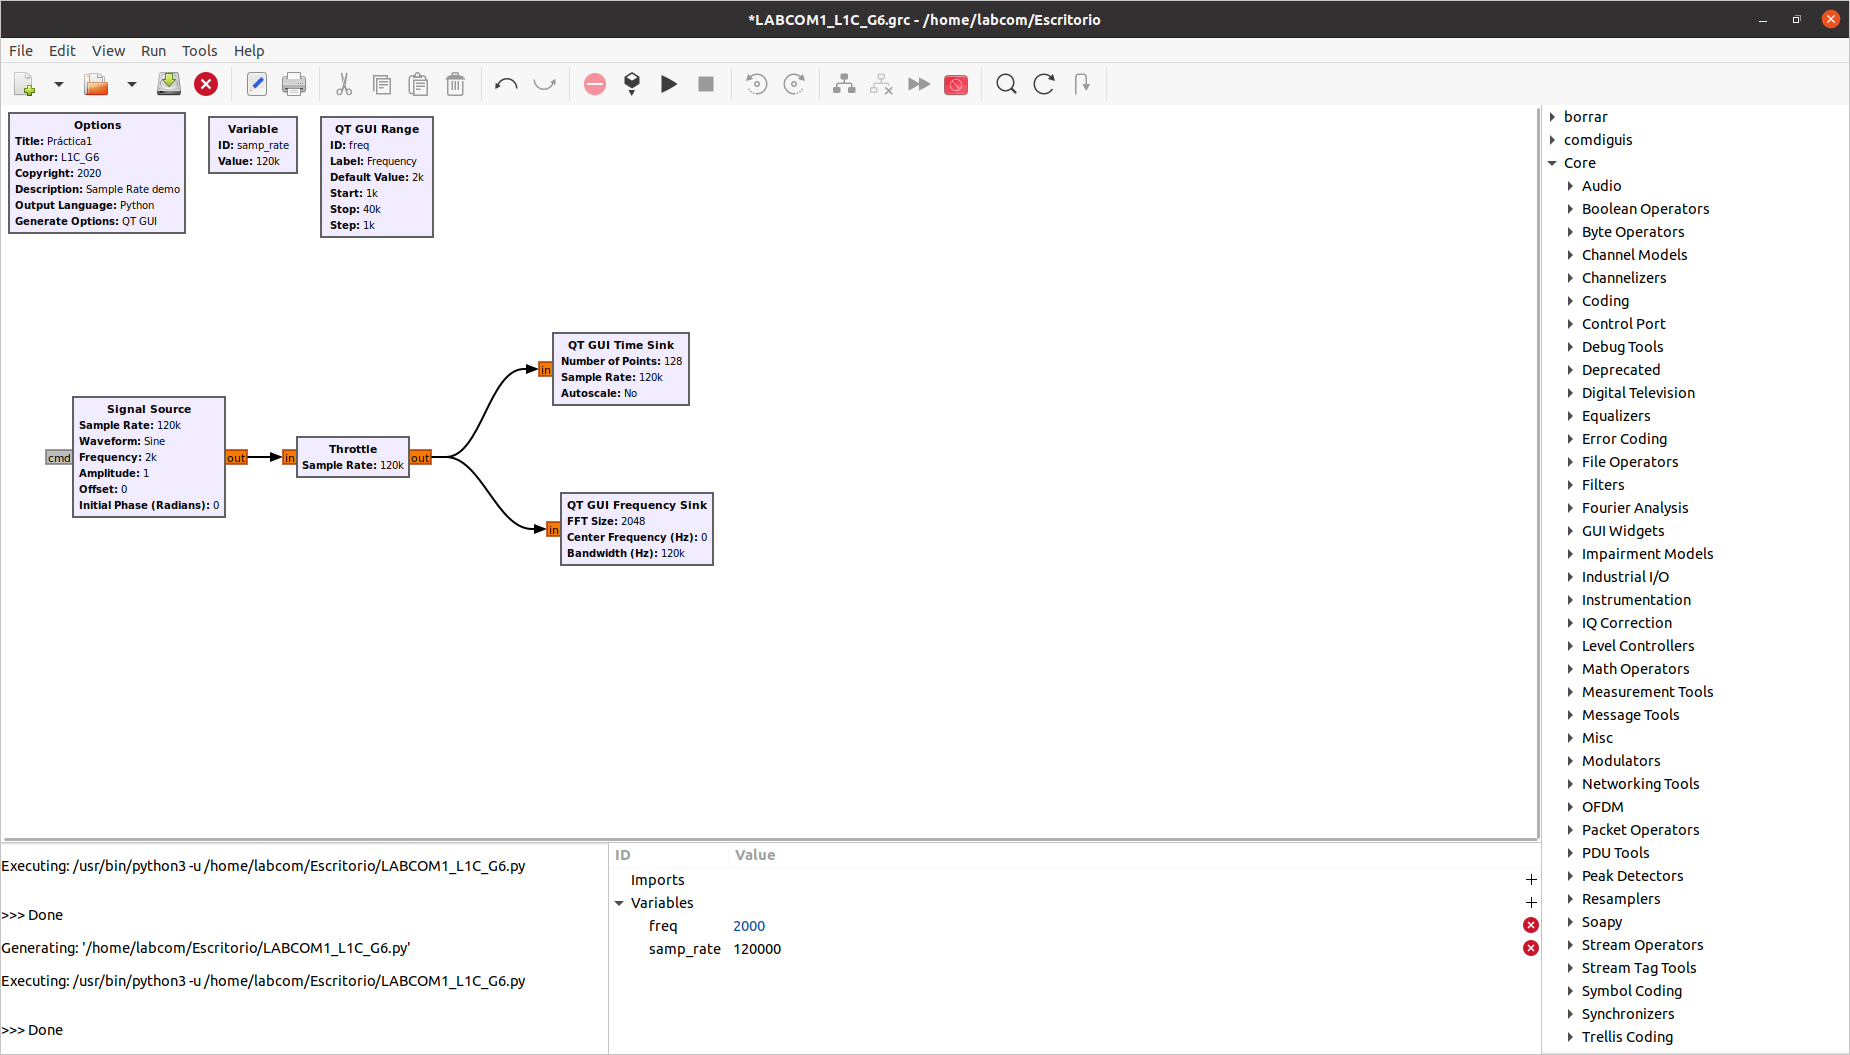 *LABCOM1_L1C_G6.grc - /home/labcom/Escritorio
File Edit View Run Tools Help
Options
Title: Práctica1
Author: L1C_G6
Copyright: 2020
Description: Sample Rate demo
Output Language: Python
Generate Options: QT GUI
Variable
ID: samp_rate
Value: 120k
QT GUI Range
ID: freq
Label: Frequency
Default Value: 2k
Start: 1k
Stop: 40k
Step: 1k
Signal Source
Sample Rate: 120k
Waveform: Sine
Frequency: 2k
Amplitude: 1
Offset: 0
Initial Phase (Radians): 0
cmd
out
in
Throttle
Sample Rate: 120k
out
in
QT GUI Time Sink
Number of Points: 128
Sample Rate: 120k
Autoscale: No
in
QT GUI Frequency Sink
FFT Size: 2048
Center Frequency (Hz): 0
Bandwidth (Hz): 120k
Executing: /usr/bin/python3 -u /home/labcom/Escritorio/LABCOM1_L1C_G6.py
>>> Done
Generating: '/home/labcom/Escritorio/LABCOM1_L1C_G6.py'
Executing: /usr/bin/python3 -u /home/labcom/Escritorio/LABCOM1_L1C_G6.py
>>> Done
ID Value
Imports
Variables
freq 2000
samp_rate 120000
borrar
comdiguis
Core
Audio
Boolean Operators
Byte Operators
Channel Models
Channelizers
Coding
Control Port
Debug Tools
Deprecated
Digital Television
Equalizers
Error Coding
File Operators
Filters
Fourier Analysis
GUI Widgets
Impairment Models
Industrial I/O
Instrumentation
IQ Correction
Level Controllers
Math Operators
Measurement Tools
Message Tools
Misc
Modulators
Networking Tools
OFDM
Packet Operators
PDU Tools
Peak Detectors
Resamplers
Soapy
Stream Operators
Stream Tag Tools
Symbol Coding
Synchronizers
Trellis Coding